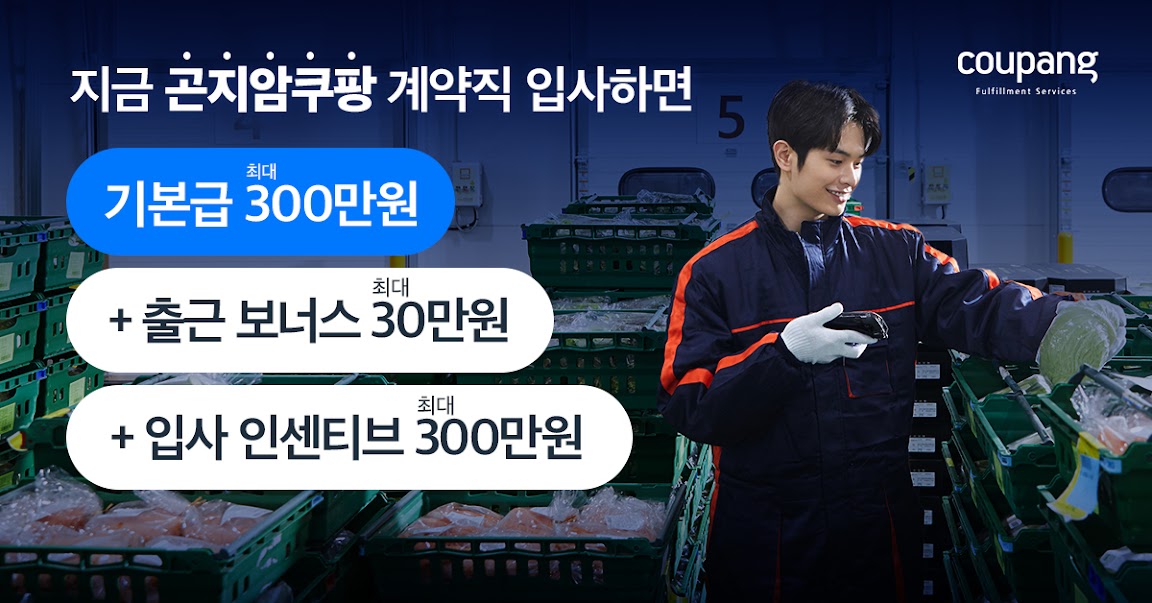 지금 곤지암쿠팡 계약직 입사하면
coupang
Fulfillment Services
5
기본급 최대 300만원
+ 출근 보너스 최대 30만원
+ 입사 인센티브 최대 300만원